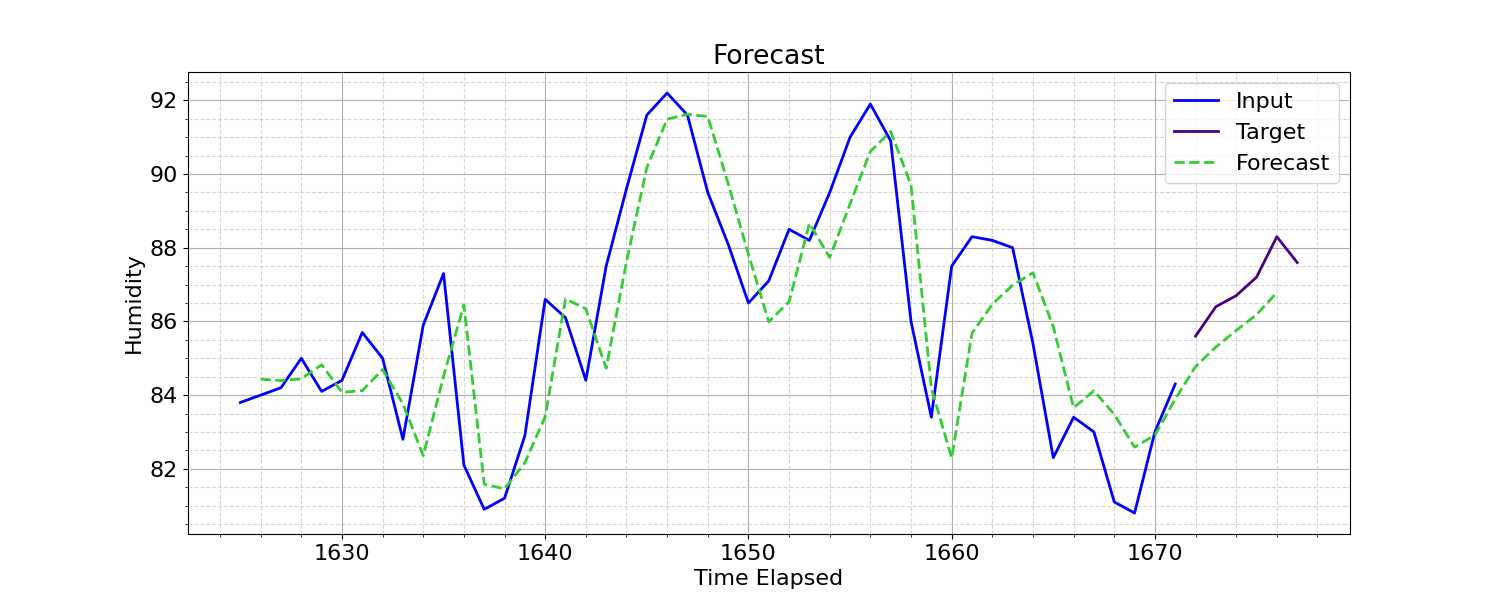 Forecast
Input
Target
Forecast
92
90
88
86
84
82
Humidity
1630 1640 1650 1660 1670
Time Elapsed